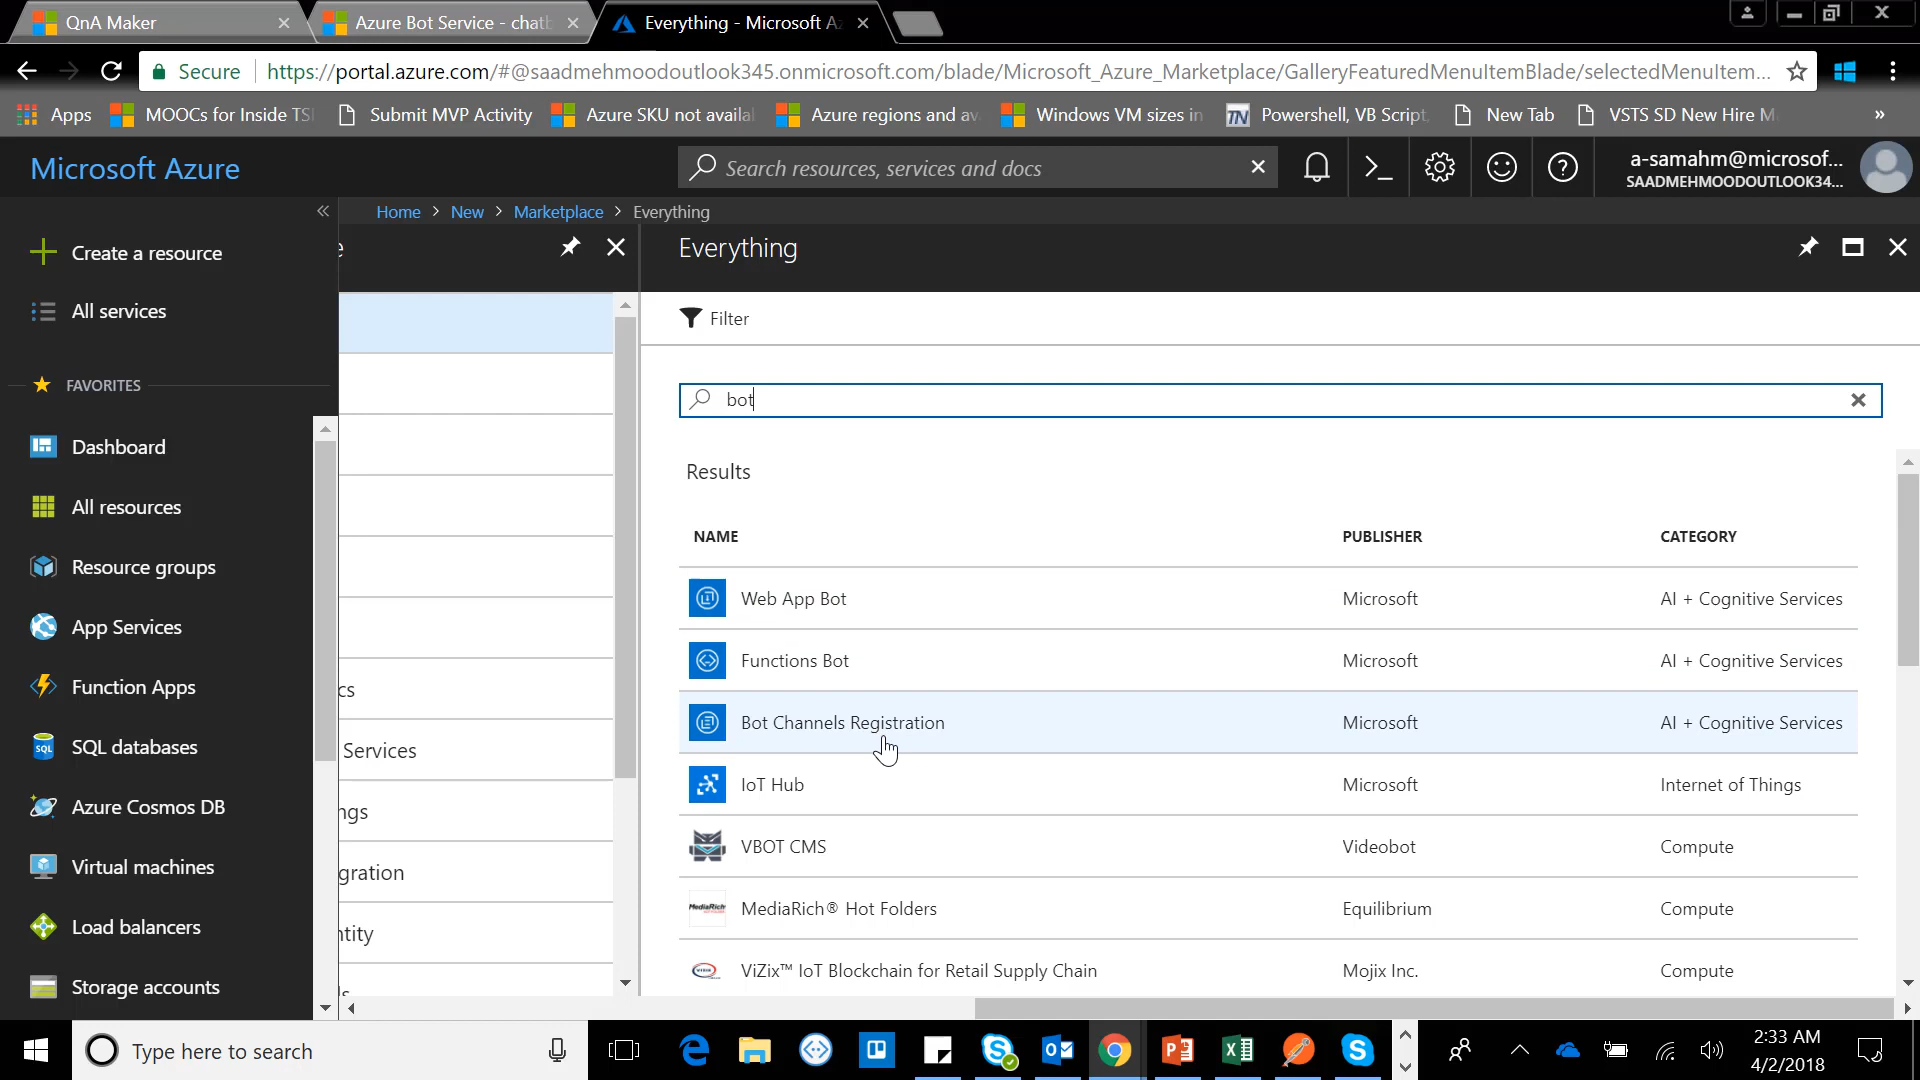 QnA Maker
Azure Bot Service - chatb
Everything - Microsoft Az
Secure
https://portal.azure.com/#@saadmehmoodoutlook345.onmicrosoft.com/blade/Microsoft_Azure_Marketplace/GalleryFeaturedMenuItemBlade/selectedMenuItem...
Apps
MOOCs for Inside TS
Submit MVP Activity
Azure SKU not availal
Azure regions and av
Windows VM sizes in
TN
Powershell, VB Script,
New Tab
VSTS SD New Hire M
»
Microsoft Azure
Search resources, services and docs
a-samahm@microsof...
SAADMEHMOODOUTLOOK34...
Home > New > Marketplace > Everything
Create a resource
All services
FAVORITES
Dashboard
All resources
Resource groups
App Services
Function Apps
SQL databases
Azure Cosmos DB
Virtual machines
Load balancers
Storage accounts
e
cs
Services
ngs
gration
ntity
ls
Everything
Filter
bot
Results
NAME PUBLISHER CATEGORY
Web App Bot Microsoft AI + Cognitive Services
Functions Bot Microsoft AI + Cognitive Services
Bot Channels Registration Microsoft AI + Cognitive Services
IoT Hub Microsoft Internet of Things
VBOT CMS Videobot Compute
MediaRich® Hot Folders Equilibrium Compute
ViZix™ IoT Blockchain for Retail Supply Chain Mojix Inc. Compute
Type here to search
2:33 AM
4/2/2018